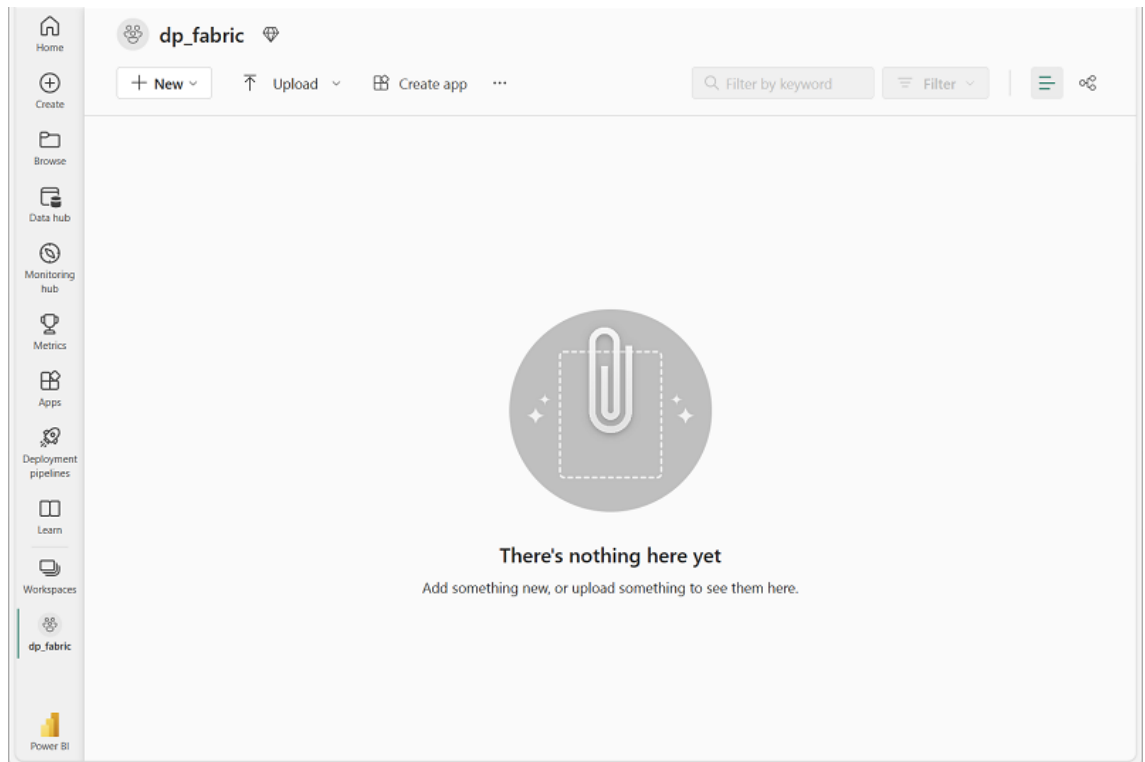 Home
Create
Browse
Data hub
Monitoring
hub
Metrics
Apps
Deployment
pipelines
Learn
Workspaces
dp_fabric
Power BI
dp_fabric
New
Upload
Create app
Filter by keyword
Filter
There's nothing here yet
Add something new, or upload something to see them here.